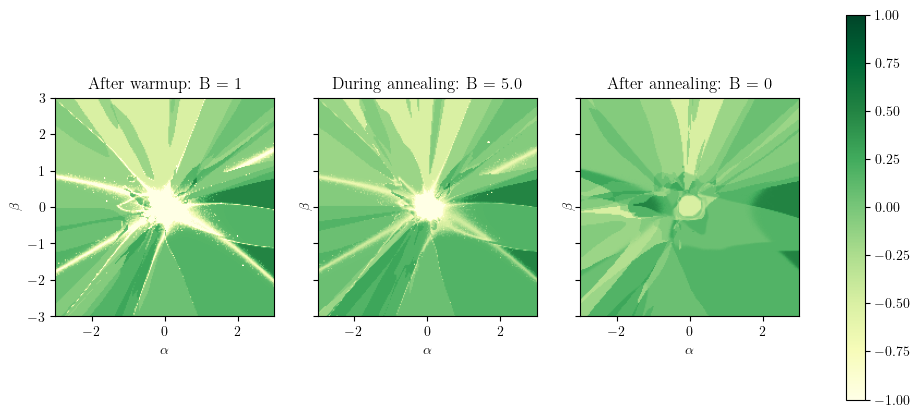 After warmup: B = 1
During annealing: B = 5.0
After annealing: B = 0
3
2
1
0
−1
−2
−3
β
β
β
−2 0 2
−2 0 2
−2 0 2
α
α
α
1.00
0.75
0.50
0.25
0.00
−0.25
−0.50
−0.75
−1.00